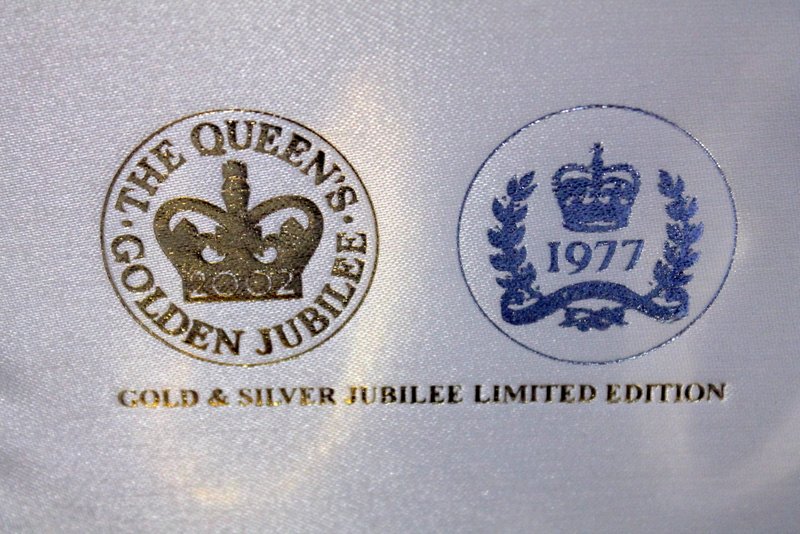 THE QUEEN'S
GOLDEN JUBILEE
2002
1977
GOLD & SILVER JUBILEE LIMITED EDITION